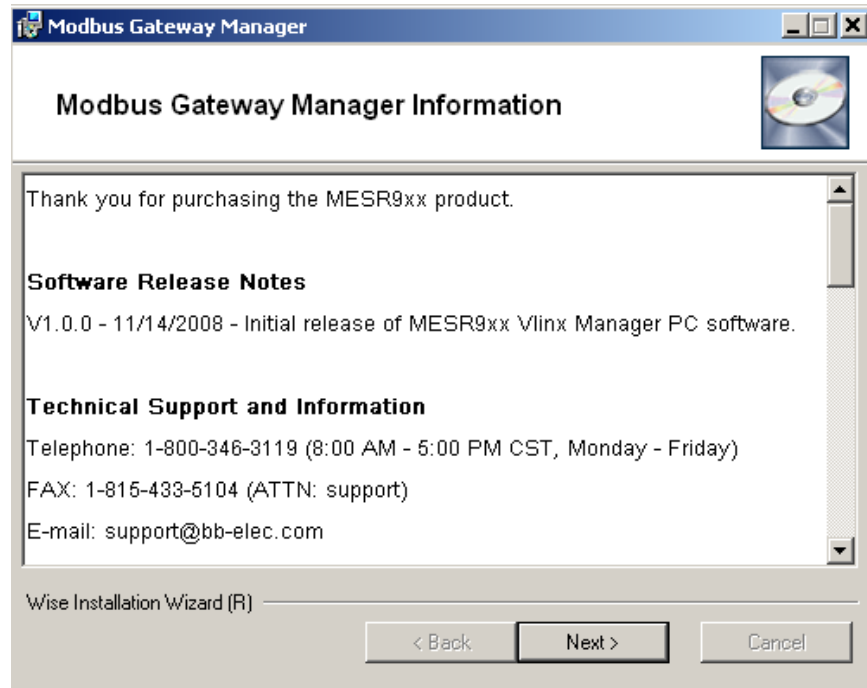 Modbus Gateway Manager
Modbus Gateway Manager Information
Thank you for purchasing the MESR9xx product.
Software Release Notes
V1.0.0 - 11/14/2008 - Initial release of MESR9xx Vlinx Manager PC software.
Technical Support and Information
Telephone: 1-800-346-3119 (8:00 AM - 5:00 PM CST, Monday - Friday)
FAX: 1-815-433-5104 (ATTN: support)
E-mail: support@bb-elec.com
Wise Installation Wizard (R)
< Back Next > Cancel